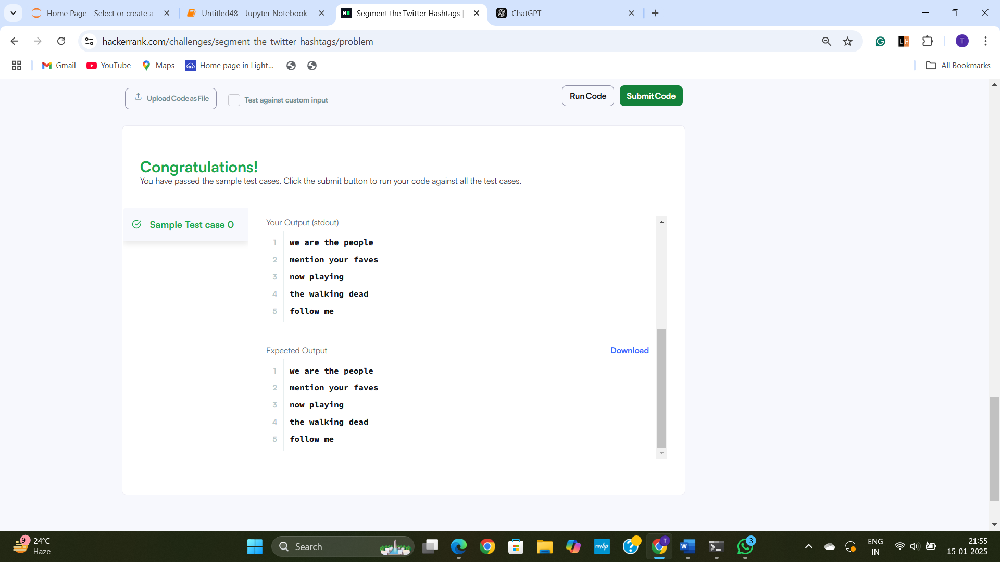 Home Page - Select or create a
Untitled48 - Jupyter Notebook
Segment the Twitter Hashtags |
ChatGPT
hackerrank.com/challenges/segment-the-twitter-hashtags/problem
T
Gmail
YouTube
Maps
Home page in Light...
All Bookmarks
Upload Code as File
Test against custom input
Run Code
Submit Code
Congratulations!
You have passed the sample test cases. Click the submit button to run your code against all the test cases.
Sample Test case 0
Your Output (stdout)
1 we are the people
2 mention your faves
3 now playing
4 the walking dead
5 follow me
Expected Output
Download
1 we are the people
2 mention your faves
3 now playing
4 the walking dead
5 follow me
9+
24°C
Haze
Search
myhp
T
W
3
ENG
IN
21:55
15-01-2025